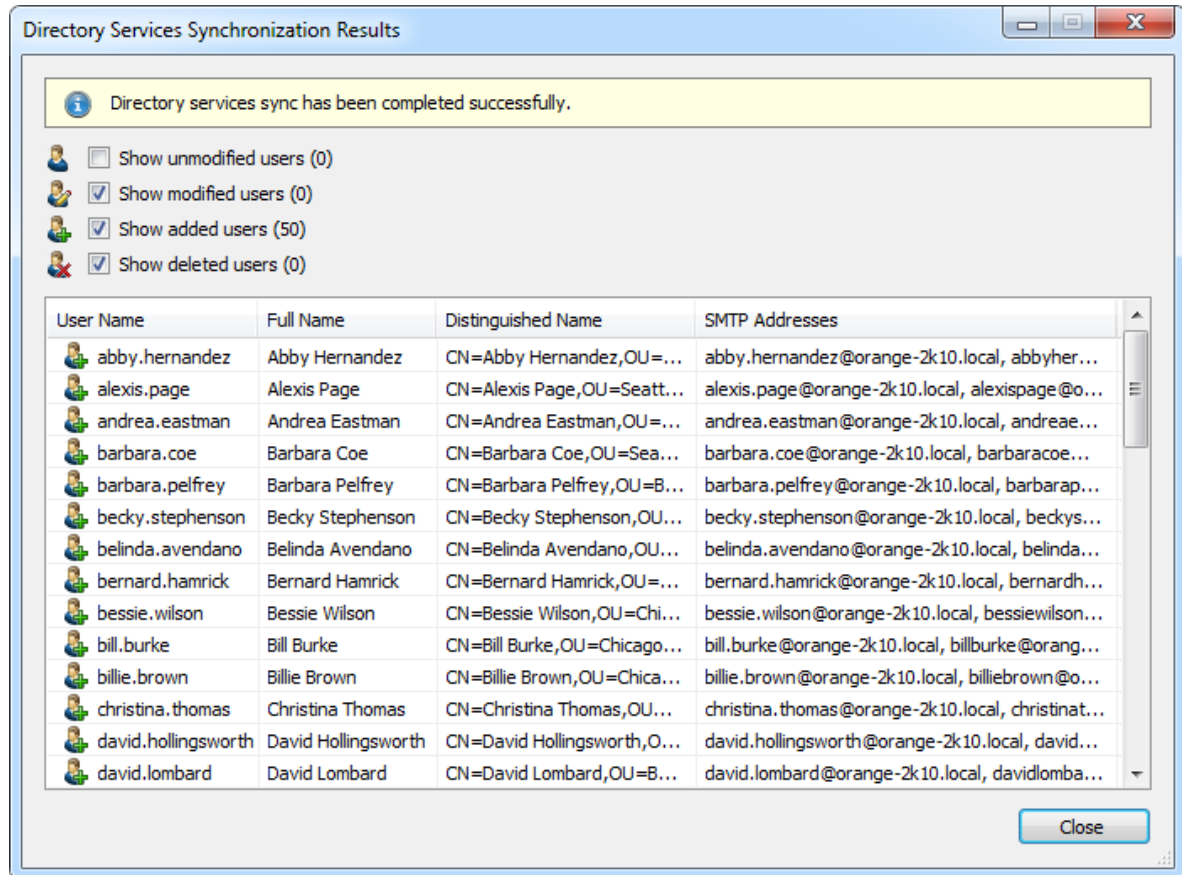 Directory Services Synchronization Results
Directory services sync has been completed successfully.
Show unmodified users (0)
Show modified users (0)
Show added users (50)
Show deleted users (0)
User Name Full Name Distinguished Name SMTP Addresses
abby.hernandez Abby Hernandez CN=Abby Hernandez,OU=... abby.hernandez@orange-2k10.local, abbyher...
alexis.page Alexis Page CN=Alexis Page,OU=Seatt... alexis.page@orange-2k10.local, alexispage@o...
andrea.eastman Andrea Eastman CN=Andrea Eastman,OU=... andrea.eastman@orange-2k10.local, andreae...
barbara.coe Barbara Coe CN=Barbara Coe,OU=Sea... barbara.coe@orange-2k10.local, barbaracoe...
barbara.pelfrey Barbara Pelfrey CN=Barbara Pelfrey,OU=B... barbara.pelfrey@orange-2k10.local, barbarap...
becky.stephenson Becky Stephenson CN=Becky Stephenson,OU... becky.stephenson@orange-2k10.local, beckys...
belinda.avendano Belinda Avendano CN=Belinda Avendano,OU... belinda.avendano@orange-2k10.local, belinda...
bernard.hamrick Bernard Hamrick CN=Bernard Hamrick,OU=... bernard.hamrick@orange-2k10.local, bernardh...
bessie.wilson Bessie Wilson CN=Bessie Wilson,OU=Chi... bessie.wilson@orange-2k10.local, bessiewilson...
bill.burke Bill Burke CN=Bill Burke,OU=Chicago... bill.burke@orange-2k10.local, billburke@orang...
billie.brown Billie Brown CN=Billie Brown,OU=Chica... billie.brown@orange-2k10.local, billiebrown@o...
christina.thomas Christina Thomas CN=Christina Thomas,OU... christina.thomas@orange-2k10.local, christinat...
david.hollingsworth David Hollingsworth CN=David Hollingsworth,O... david.hollingsworth@orange-2k10.local, david...
david.lombard David Lombard CN=David Lombard,OU=B... david.lombard@orange-2k10.local, davidlomba...
Close